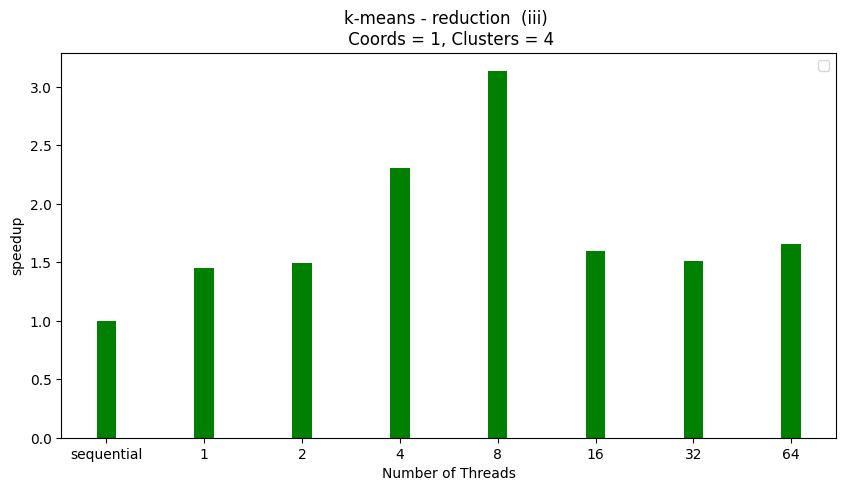 k-means - reduction  (iii)
Coords = 1, Clusters = 4
3.0
2.5
2.0
1.5
1.0
0.5
0.0
speedup
sequential 1 2 4 8 16 32 64
Number of Threads